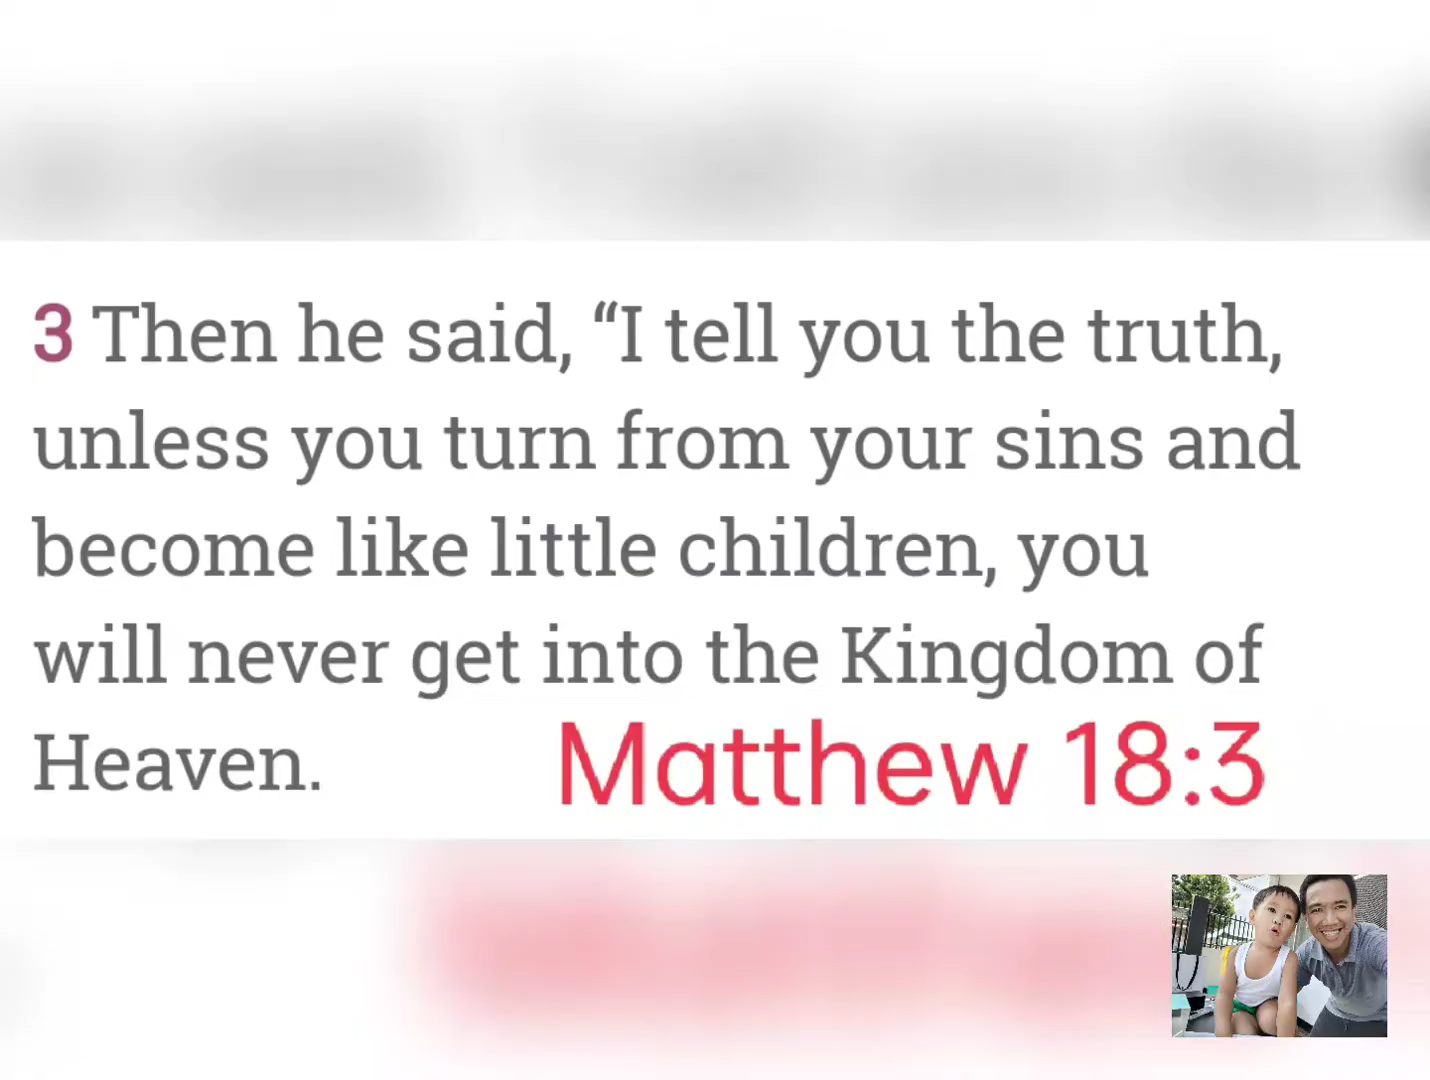 3 Then he said, “I tell you the truth,
unless you turn from your sins and
become like little children, you
will never get into the Kingdom of
Heaven.
Matthew 18:3